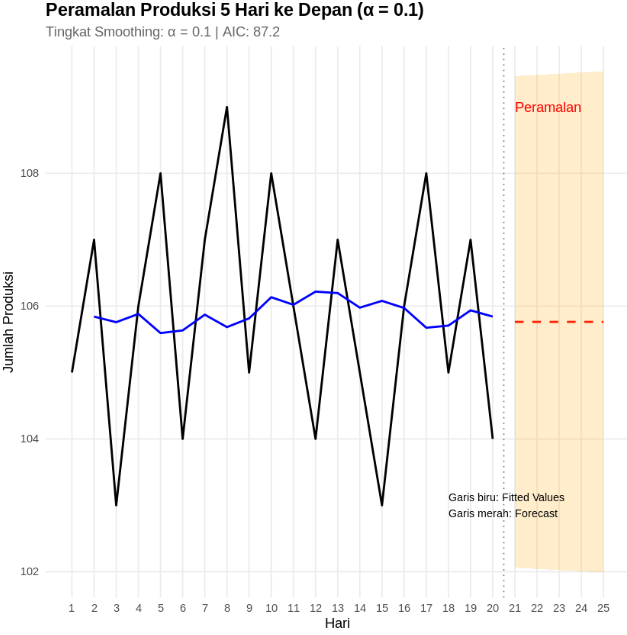 Peramalan Produksi 5 Hari ke Depan (α = 0.1)
Tingkat Smoothing: α = 0.1 | AIC: 87.2
Peramalan
108
106
104
102
Jumlah Produksi
Garis biru: Fitted Values
Garis merah: Forecast
1 2 3 4 5 6 7 8 9 10 11 12 13 14 15 16 17 18 19 20 21 22 23 24 25
Hari